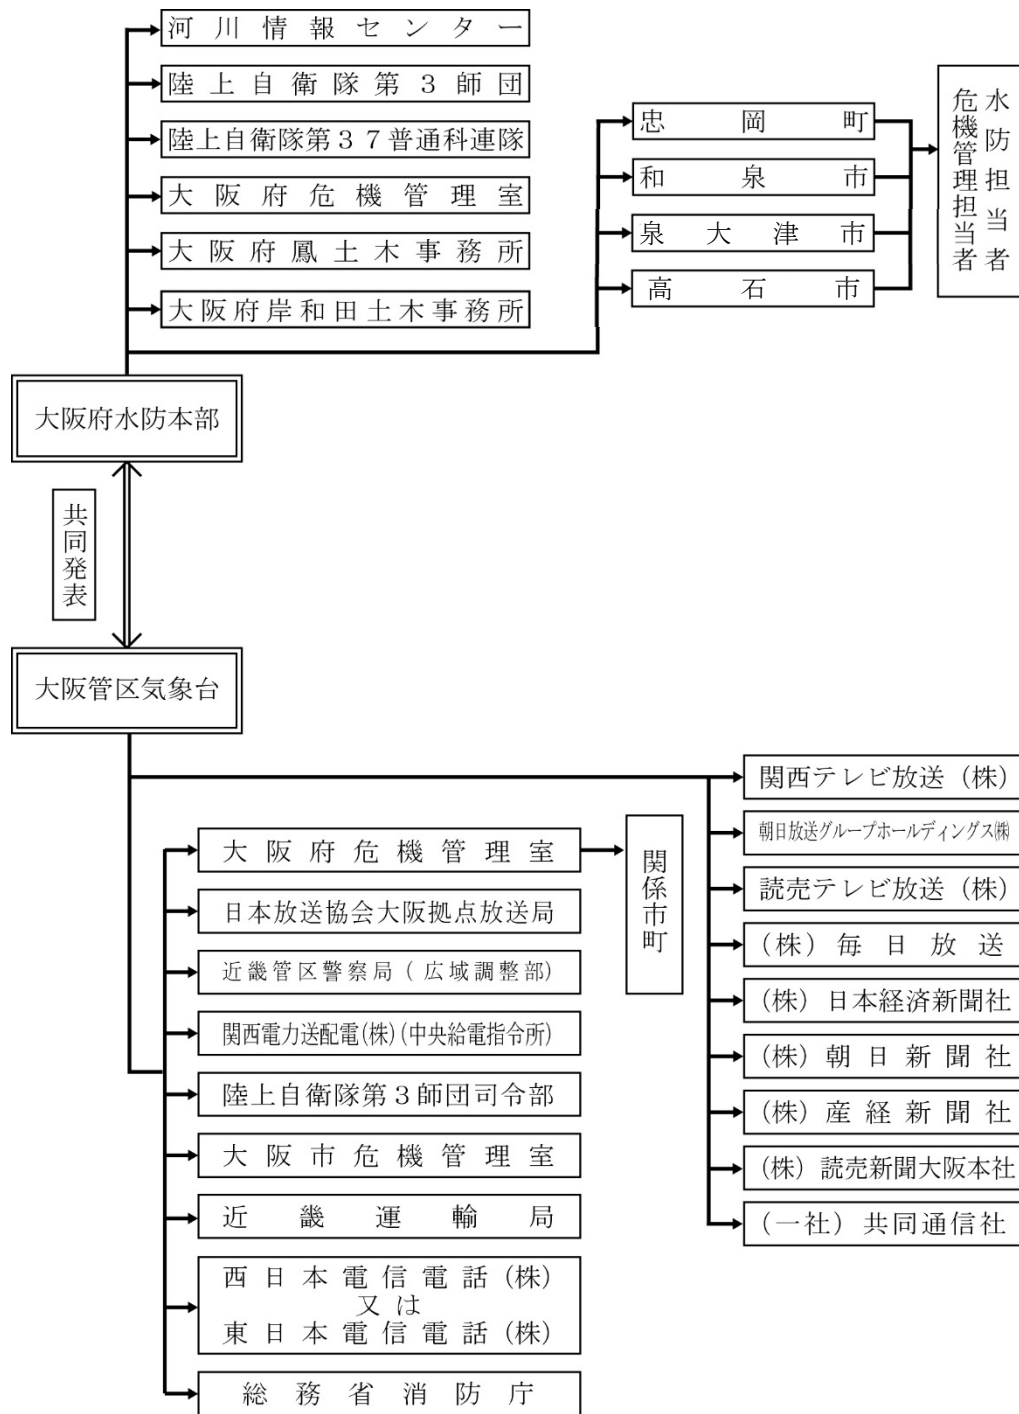 河川情報センター
陸上自衛隊第３師団
陸上自衛隊第３７普通科連隊
大阪府危機管理室
大阪府鳳土木事務所
大阪府岸和田土木事務所
忠岡町
和泉市
泉大津市
高石市
水防担当者
危機管理担当者
大阪府水防本部
共同発表
大阪管区気象台
関西テレビ放送（株）
朝日放送グループホールディングス㈱
読売テレビ放送（株）
（株）毎日放送
（株）日本経済新聞社
（株）朝日新聞社
（株）産経新聞社
（株）読売新聞大阪本社
（一社）共同通信社
大阪府危機管理室
関係市町
日本放送協会大阪拠点放送局
近畿管区警察局（広域調整部）
関西電力送配電（株）（中央給電指令所）
陸上自衛隊第３師団司令部
大阪市危機管理室
近畿運輸局
西日本電信電話（株）
又は
東日本電信電話（株）
総務省消防庁